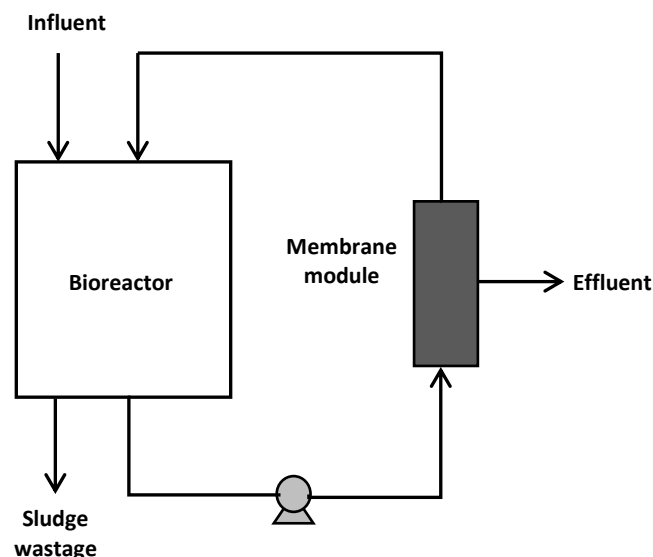 Influent
Membrane
module
Bioreactor
Effluent
Sludge
wastage